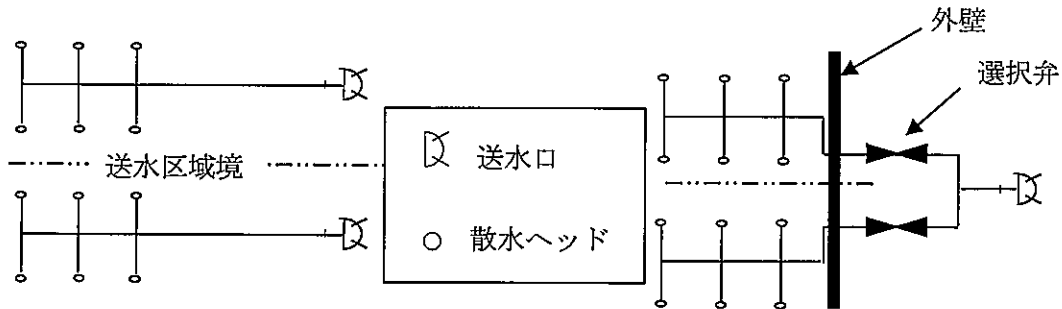 外壁
選択弁
送水区域境
送水口
散水ヘッド